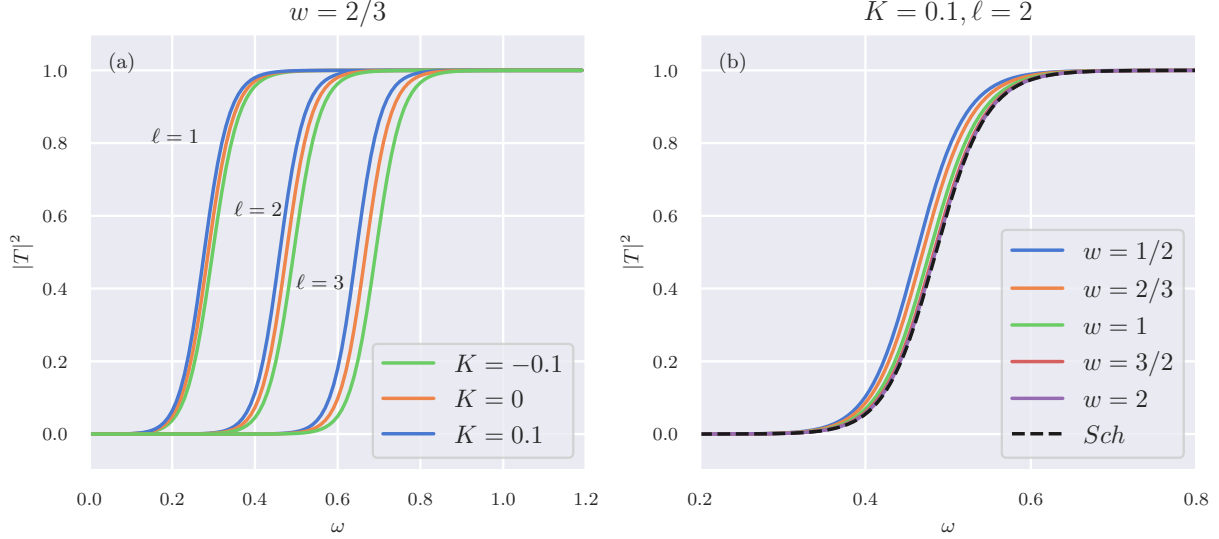 w = 2/3
(a)
|T|²
1.0
0.8
0.6
0.4
0.2
0.0
ℓ = 1
ℓ = 2
ℓ = 3
K = −0.1
K = 0
K = 0.1
0.0 0.2 0.4 0.6 0.8 1.0 1.2
ω
K = 0.1, ℓ = 2
(b)
|T|²
1.0
0.8
0.6
0.4
0.2
0.0
w = 1/2
w = 2/3
w = 1
w = 3/2
w = 2
Sch
0.2 0.4 0.6 0.8
ω